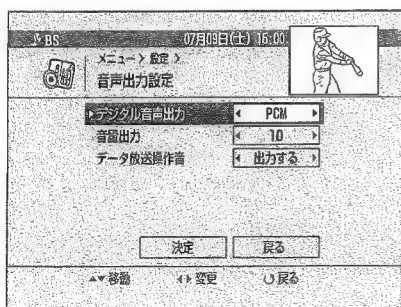 BS 07月09日(土) 15:00
メニュー 〉 設定 〉
音声出力設定
デジタル音声出力 PCM
音量出力 10
データ放送操作音 出力する
決定 戻る
▲▼移動 ◀▶変更 ↺戻る